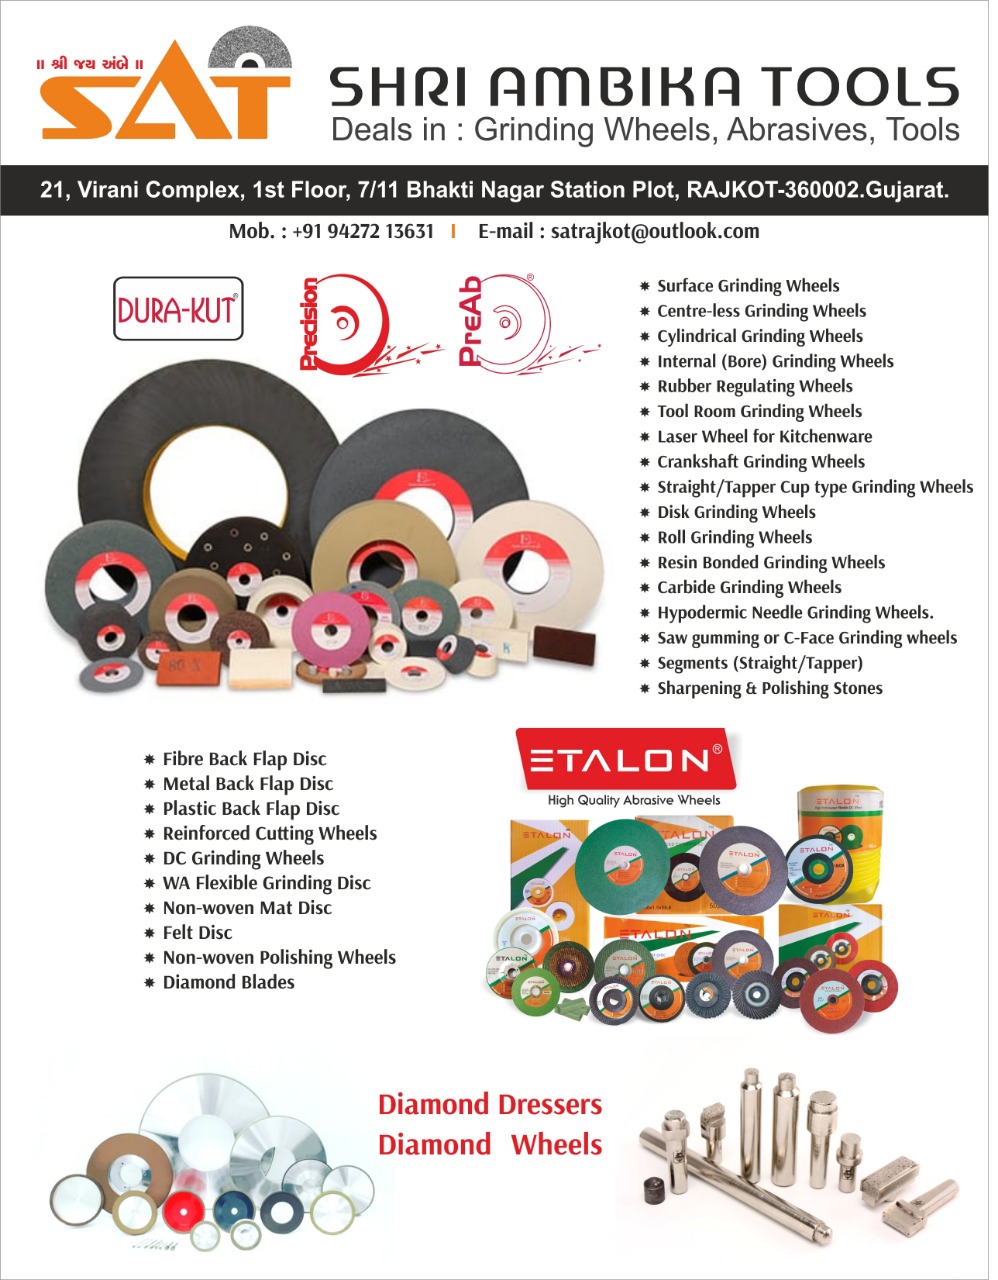 ॥ શ્રી જય અંબે ॥
SAT
SHRI AMBIKA TOOLS
Deals in : Grinding Wheels, Abrasives, Tools
21, Virani Complex, 1st Floor, 7/11 Bhakti Nagar Station Plot, RAJKOT-360002.Gujarat.
Mob. : +91 94272 13631 | E-mail : satrajkot@outlook.com
DURA-KUT®
Precision
PreAb®
✷ Surface Grinding Wheels
✷ Centre-less Grinding Wheels
✷ Cylindrical Grinding Wheels
✷ Internal (Bore) Grinding Wheels
✷ Rubber Regulating Wheels
✷ Tool Room Grinding Wheels
✷ Laser Wheel for Kitchenware
✷ Crankshaft Grinding Wheels
✷ Straight/Tapper Cup type Grinding Wheels
✷ Disk Grinding Wheels
✷ Roll Grinding Wheels
✷ Resin Bonded Grinding Wheels
✷ Carbide Grinding Wheels
✷ Hypodermic Needle Grinding Wheels.
✷ Saw gumming or C-Face Grinding wheels
✷ Segments (Straight/Tapper)
✷ Sharpening & Polishing Stones
✷ Fibre Back Flap Disc
✷ Metal Back Flap Disc
✷ Plastic Back Flap Disc
✷ Reinforced Cutting Wheels
✷ DC Grinding Wheels
✷ WA Flexible Grinding Disc
✷ Non-woven Mat Disc
✷ Felt Disc
✷ Non-woven Polishing Wheels
✷ Diamond Blades
ETALON®
High Quality Abrasive Wheels
ETALON
ETALON
ETALON
ETALON
ETALON
ETALON
ETALON
Diamond Dressers
Diamond Wheels